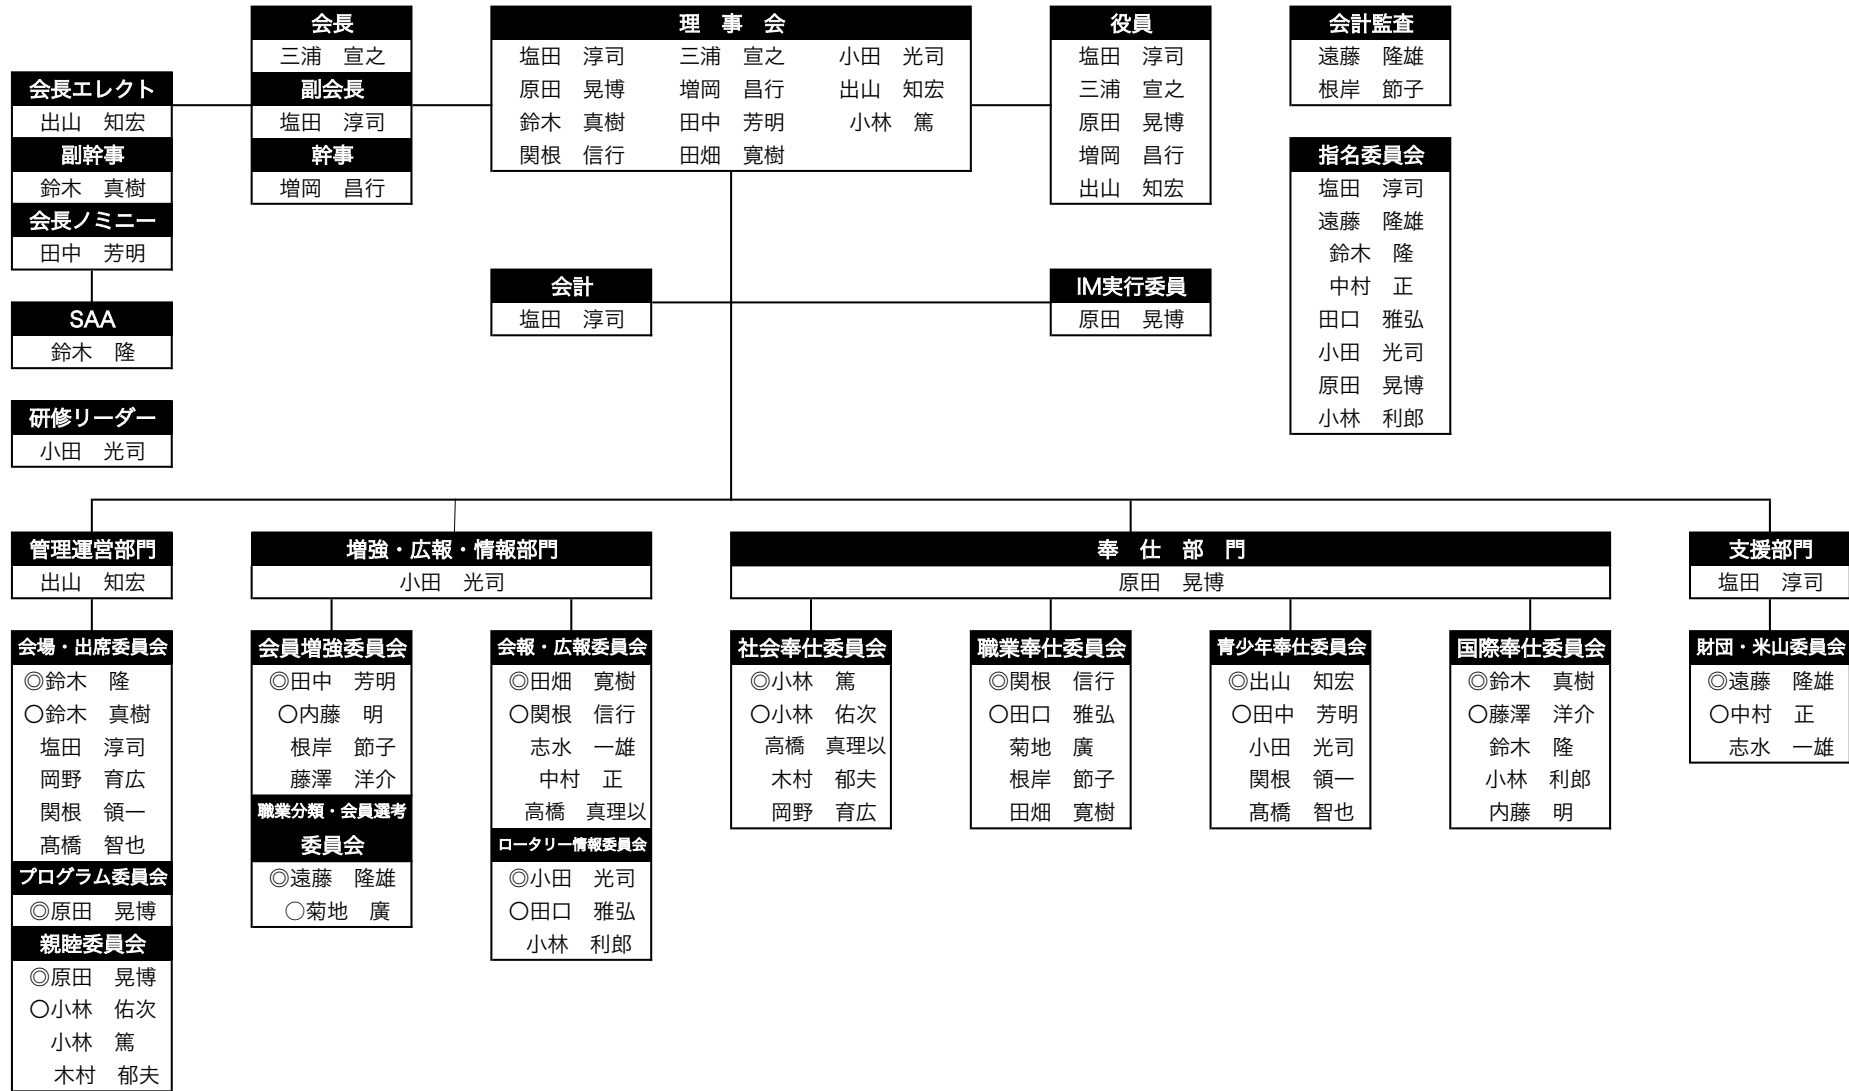 会長
三浦　宣之
副会長
塩田　淳司
幹事
増岡　昌行
会長エレクト
出山　知宏
副幹事
鈴木　真樹
会長ノミニー
田中　芳明
SAA
鈴木　隆
研修リーダー
小田　光司
理　事　会
塩田　淳司　三浦　宣之　小田　光司
原田　晃博　増岡　昌行　出山　知宏
鈴木　真樹　田中　芳明　小林　篤
関根　信行　田畑　寛樹
役員
塩田　淳司
三浦　宣之
原田　晃博
増岡　昌行
出山　知宏
会計監査
遠藤　隆雄
根岸　節子
指名委員会
塩田　淳司
遠藤　隆雄
鈴木　隆
中村　正
田口　雅弘
小田　光司
原田　晃博
小林　利郎
会計
塩田　淳司
IM実行委員
原田　晃博
管理運営部門
出山　知宏
会場・出席委員会
◎鈴木　隆
〇鈴木　真樹
塩田　淳司
岡野　育広
関根　領一
髙橋　智也
プログラム委員会
◎原田　晃博
親睦委員会
◎原田　晃博
〇小林　佑次
小林　篤
木村　郁夫
増強・広報・情報部門
小田　光司
会員増強委員会
◎田中　芳明
〇内藤　明
根岸　節子
藤澤　洋介
職業分類・会員選考
委員会
◎遠藤　隆雄
○菊地　廣
会報・広報委員会
◎田畑　寛樹
〇関根　信行
志水　一雄
中村　正
高橋　真理以
ロータリー情報委員会
◎小田　光司
〇田口　雅弘
小林　利郎
奉　仕　部　門
原田　晃博
社会奉仕委員会
◎小林　篤
〇小林　佑次
高橋　真理以
木村　郁夫
岡野　育広
職業奉仕委員会
◎関根　信行
〇田口　雅弘
菊地　廣
根岸　節子
田畑　寛樹
青少年奉仕委員会
◎出山　知宏
〇田中　芳明
小田　光司
関根　領一
髙橋　智也
国際奉仕委員会
◎鈴木　真樹
〇藤澤　洋介
鈴木　隆
小林　利郎
内藤　明
支援部門
塩田　淳司
財団・米山委員会
◎遠藤　隆雄
〇中村　正
志水　一雄